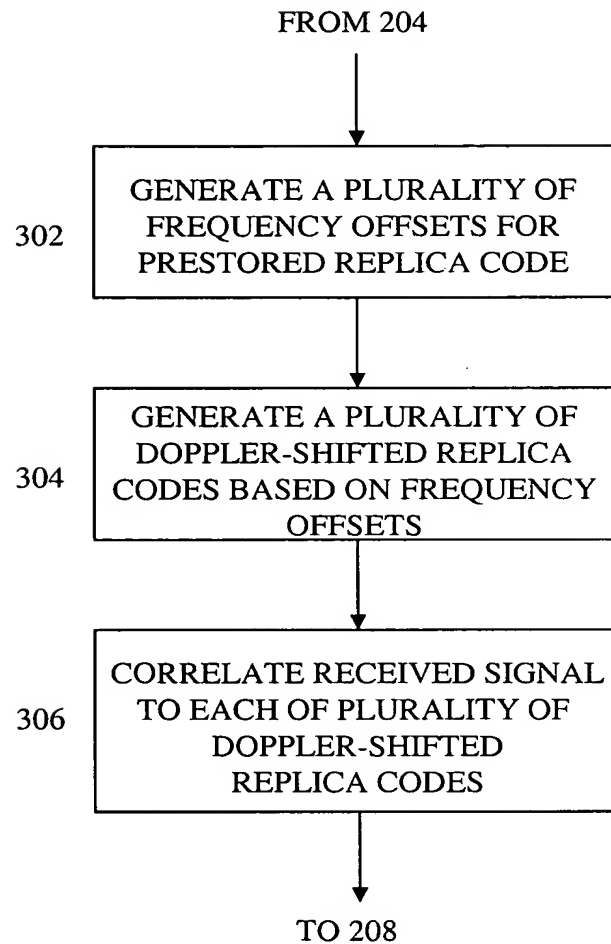 FROM 204
302
GENERATE A PLURALITY OF
FREQUENCY OFFSETS FOR
PRESTORED REPLICA CODE
304
GENERATE A PLURALITY OF
DOPPLER-SHIFTED REPLICA
CODES BASED ON FREQUENCY
OFFSETS
306
CORRELATE RECEIVED SIGNAL
TO EACH OF PLURALITY OF
DOPPLER-SHIFTED
REPLICA CODES
TO 208